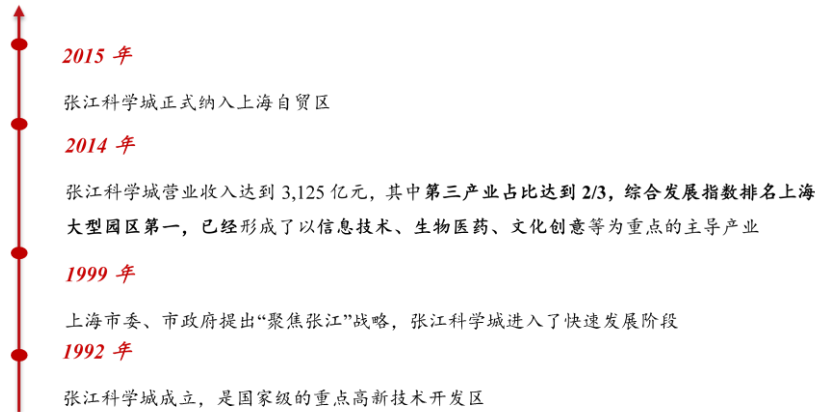 2015 年
张江科学城正式纳入上海自贸区
2014 年
张江科学城营业收入达到 3,125 亿元，其中第三产业占比达到 2/3，综合发展指数排名上海
大型园区第一，已经形成了以信息技术、生物医药、文化创意等为重点的主导产业
1999 年
上海市委、市政府提出“聚焦张江”战略，张江科学城进入了快速发展阶段
1992 年
张江科学城成立，是国家级的重点高新技术开发区